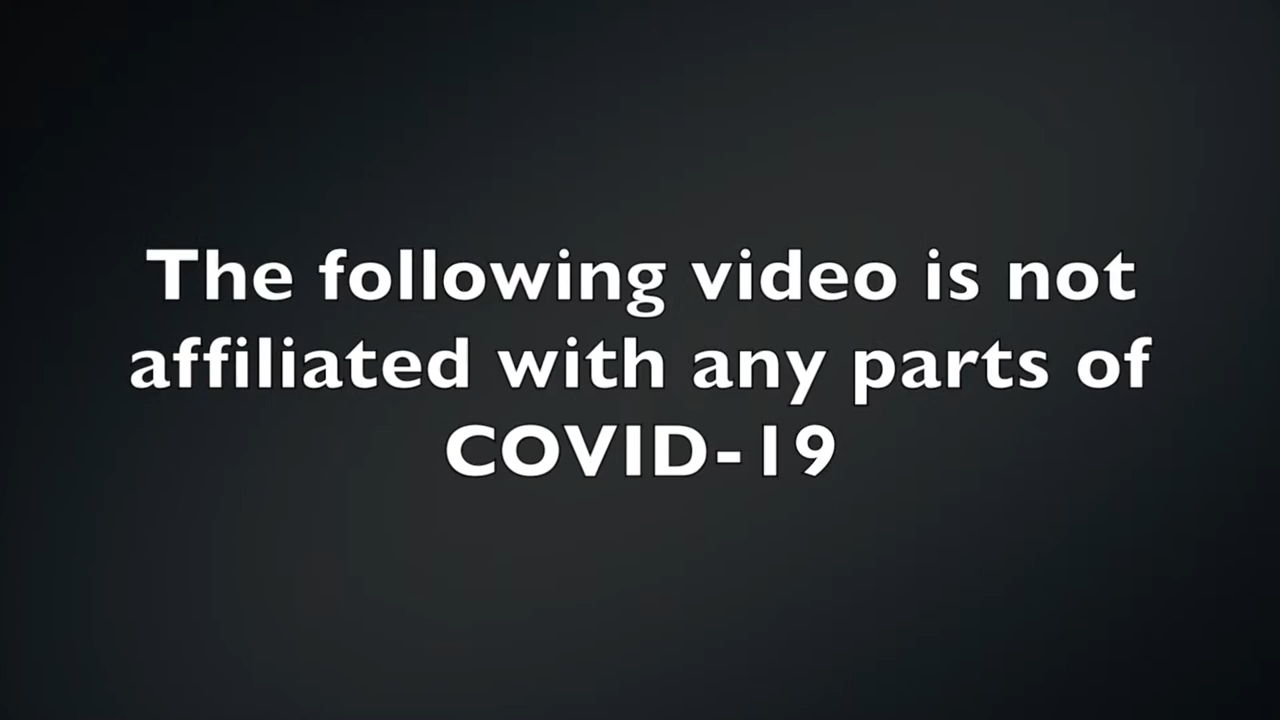 The following video is not
affiliated with any parts of
COVID-19